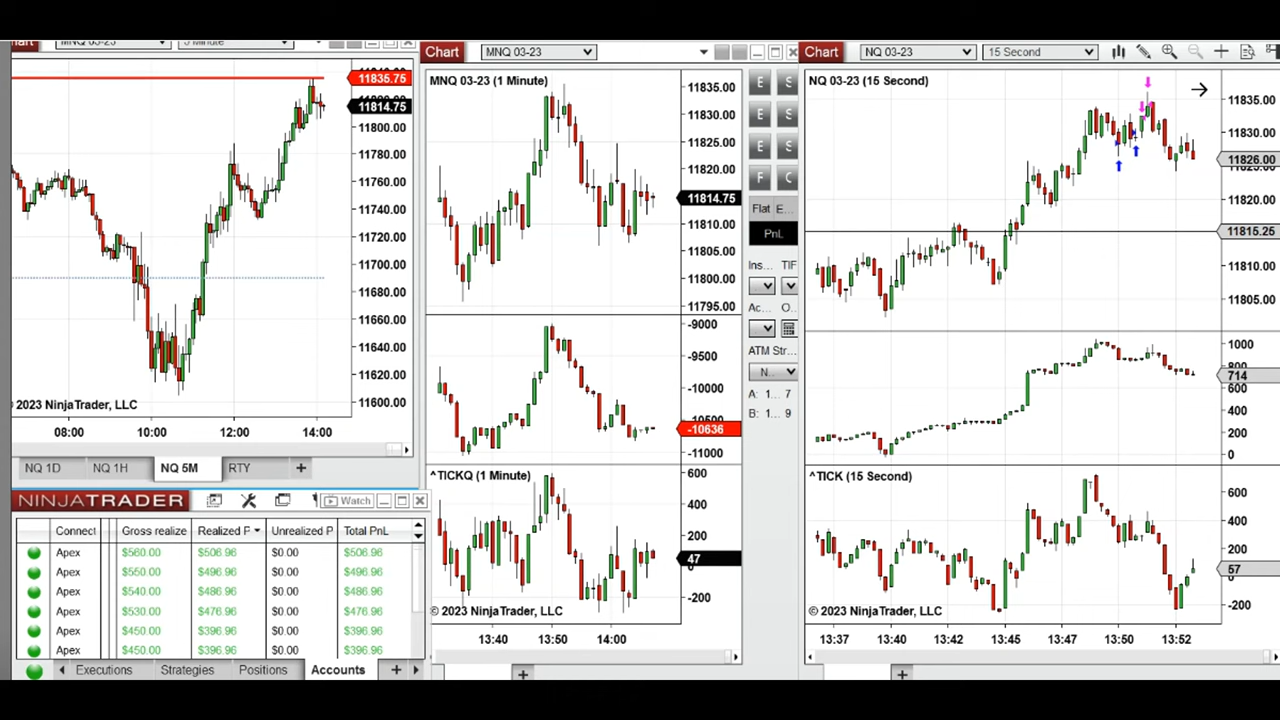 Chart MNQ 03-23 Chart NQ 03-23 15 Second
11835.75
11814.75
11800.00
11780.00
11760.00
11740.00
11720.00
11700.00
11680.00
11660.00
11640.00
11620.00
11600.00
© 2023 NinjaTrader, LLC
08:00 10:00 12:00 14:00
NQ 1D NQ 1H NQ 5M RTY +
NINJATRADER Watch
Connect Gross realize Realized P Unrealized P Total PnL
Apex $560.00 $506.96 $0.00 $506.96
Apex $550.00 $496.96 $0.00 $496.96
Apex $540.00 $486.96 $0.00 $486.96
Apex $530.00 $476.96 $0.00 $476.96
Apex $450.00 $396.96 $0.00 $396.96
Apex $450.00 $396.96 $0.00 $396.96
Executions Strategies Positions Accounts +
MNQ 03-23 (1 Minute)
11835.00
11830.00
11825.00
11820.00
11814.75
11810.00
11805.00
11800.00
11795.00
-9000
-9500
-10000
-10636
-11000
^TICKQ (1 Minute)
600
400
200
47
-200
© 2023 NinjaTrader, LLC
13:40 13:50 14:00
E S
E S
E S
F C
Flat E...
PnL
Ins... TIF
Ac... O...
ATM Str...
N..
A: 1... 7
B: 1... 9
NQ 03-23 (15 Second)
11835.00
11830.00
11826.00
11820.00
11815.25
11810.00
11805.00
1000
714
600
400
200
0
^TICK (15 Second)
600
400
200
57
-200
© 2023 NinjaTrader, LLC
13:37 13:40 13:42 13:45 13:47 13:50 13:52